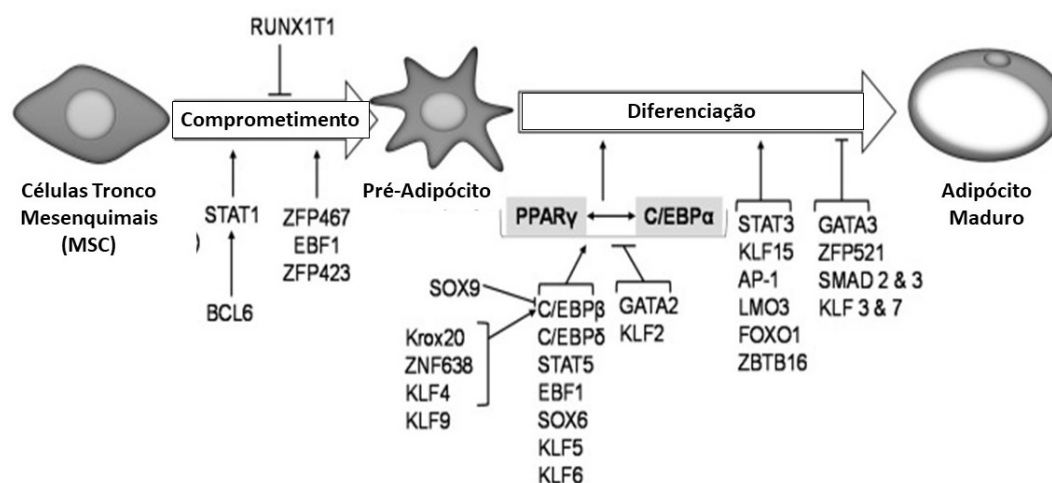 RUNX1T1
Comprometimento
Diferenciação
Células Tronco
Mesenquimais
(MSC)
Pré-Adipócito
Adipócito
Maduro
STAT1
BCL6
)
ZFP467
EBF1
ZFP423
PPARγ
C/EBPα
SOX9
Krox20
ZNF638
KLF4
KLF9
C/EBPβ
C/EBPδ
STAT5
EBF1
SOX6
KLF5
KLF6
GATA2
KLF2
STAT3
KLF15
AP-1
LMO3
FOXO1
ZBTB16
GATA3
ZFP521
SMAD 2 & 3
KLF 3 & 7